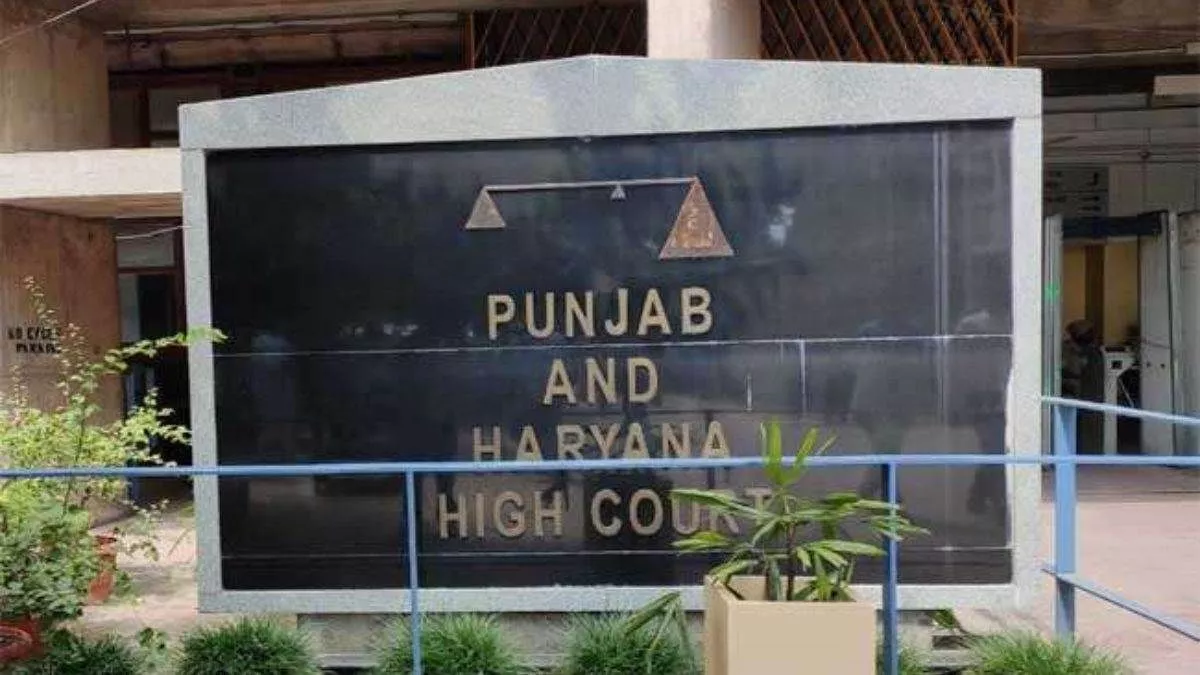 PUNJAB
AND
HARYANA
HIGH COURT